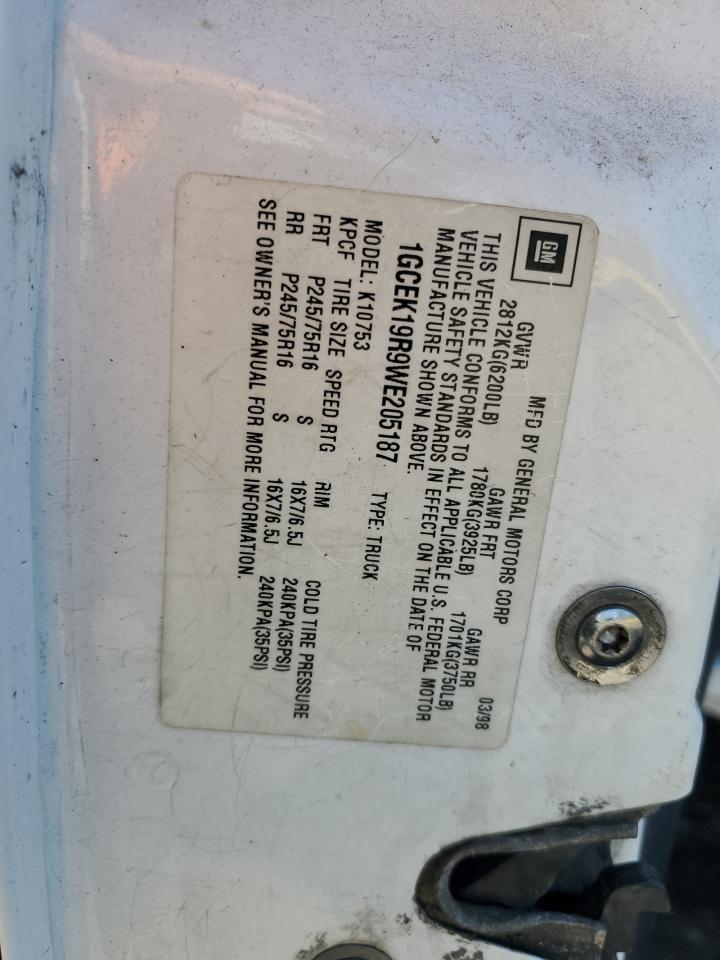 GM
MFD BY GENERAL MOTORS CORP 03/98
GVWR GAWR FRT GAWR RR
2812KG(6200LB) 1780KG(3925LB) 1701KG(3750LB)
THIS VEHICLE CONFORMS TO ALL APPLICABLE U.S. FEDERAL MOTOR
VEHICLE SAFETY STANDARDS IN EFFECT ON THE DATE OF
MANUFACTURE SHOWN ABOVE.
1GCEK19R9WE205187 TYPE: TRUCK
MODEL: K10753
KPCF TIRE SIZE SPEED RTG RIM COLD TIRE PRESSURE
FRT P245/75R16 S 16X7/6.5J 240KPA(35PSI)
RR P245/75R16 S 16X7/6.5J 240KPA(35PSI)
SEE OWNER'S MANUAL FOR MORE INFORMATION.